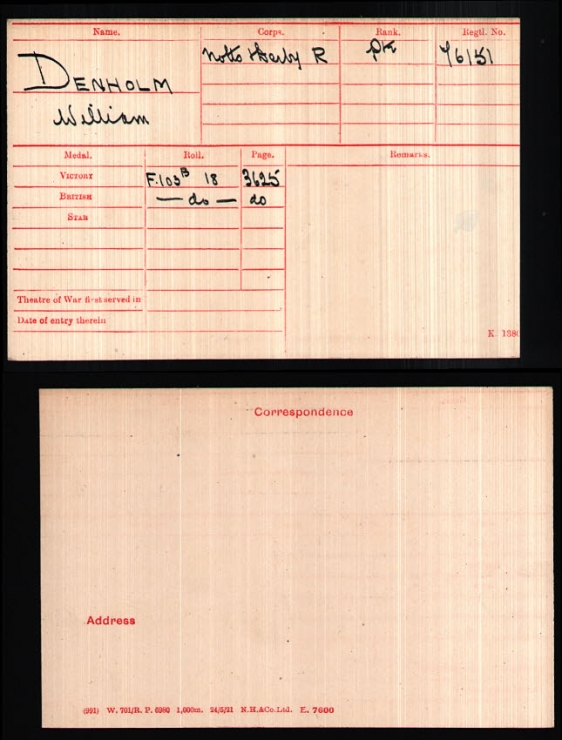 Name. Corps. Rank. Regtl. No.
DENHOLM Notts & Derby R Pte 76151
William
Medal. Roll. Page. Remarks.
VICTORY F.103B 18 3625
BRITISH — do — do
STAR
Theatre of War first served in
Date of entry therein
K. 1380
Correspondence
Address
(991) W. 761/R. P. 6980 1,000m. 24/5/21 N.H.&Co.Ltd. E. 7600